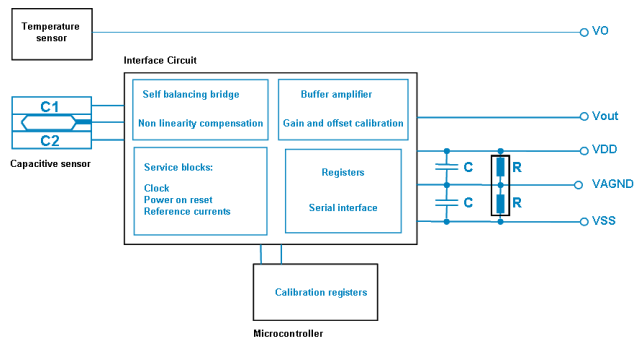 Temperature
sensor
VO
Interface Circuit
Self balancing bridge
Non linearity compensation
Buffer amplifier
Gain and offset calibration
C1
C2
Capacitive sensor
Vout
VDD
Service blocks:
Clock
Power on reset
Reference currents
Registers
Serial interface
C
R
VAGND
C
R
VSS
Calibration registers
Microcontroller